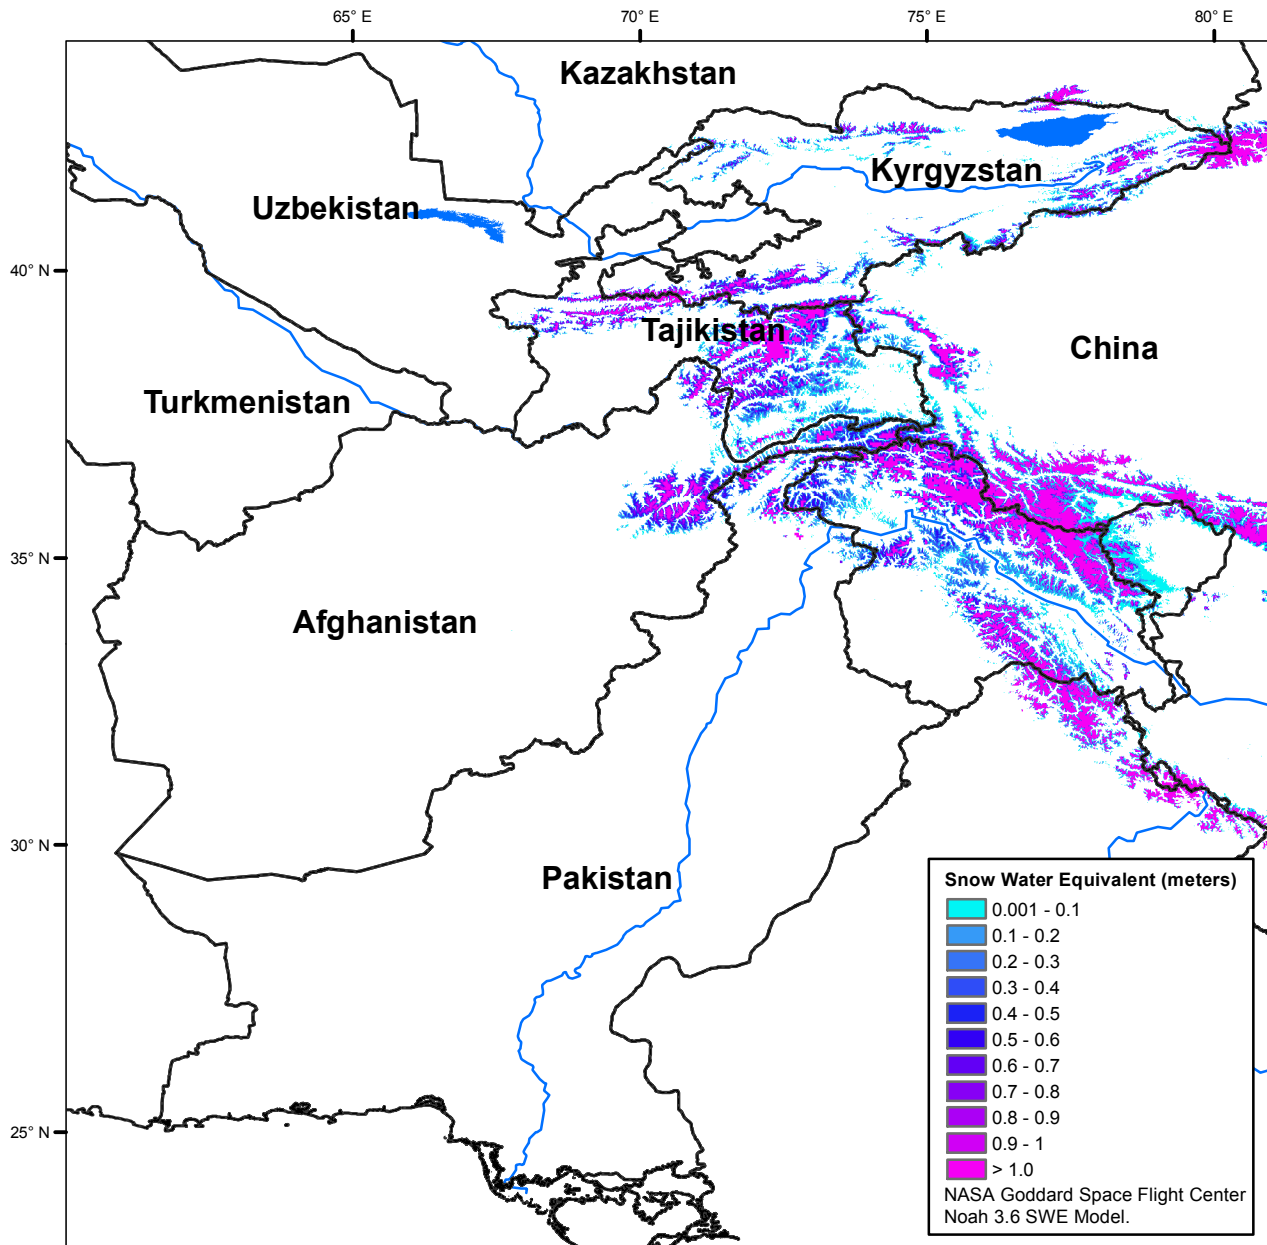 65° E
70° E
75° E
80° E
Kazakhstan
Kyrgyzstan
Uzbekistan
40° N
Tajikistan
China
Turkmenistan
35° N
Afghanistan
30° N
Pakistan
25° N
Snow Water Equivalent (meters)
0.001 - 0.1
0.1 - 0.2
0.2 - 0.3
0.3 - 0.4
0.4 - 0.5
0.5 - 0.6
0.6 - 0.7
0.7 - 0.8
0.8 - 0.9
0.9 - 1
> 1.0
NASA Goddard Space Flight Center
Noah 3.6 SWE Model.